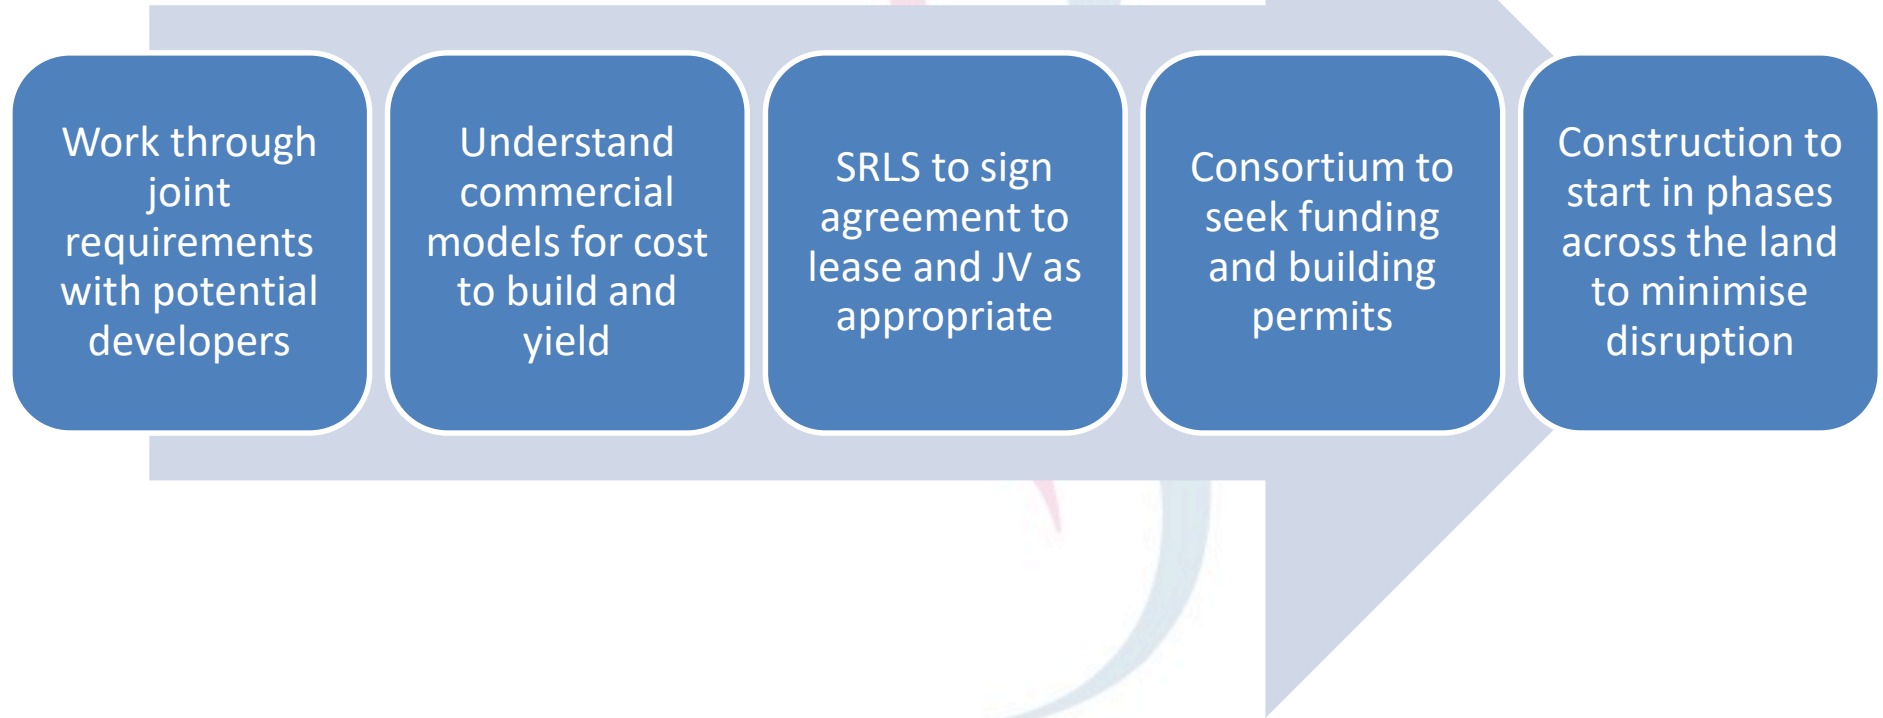 Work through
joint
requirements
with potential
developers
Understand
commercial
models for cost
to build and
yield
SRLS to sign
agreement to
lease and JV as
appropriate
Consortium to
seek funding
and building
permits
Construction to
start in phases
across the land
to minimise
disruption